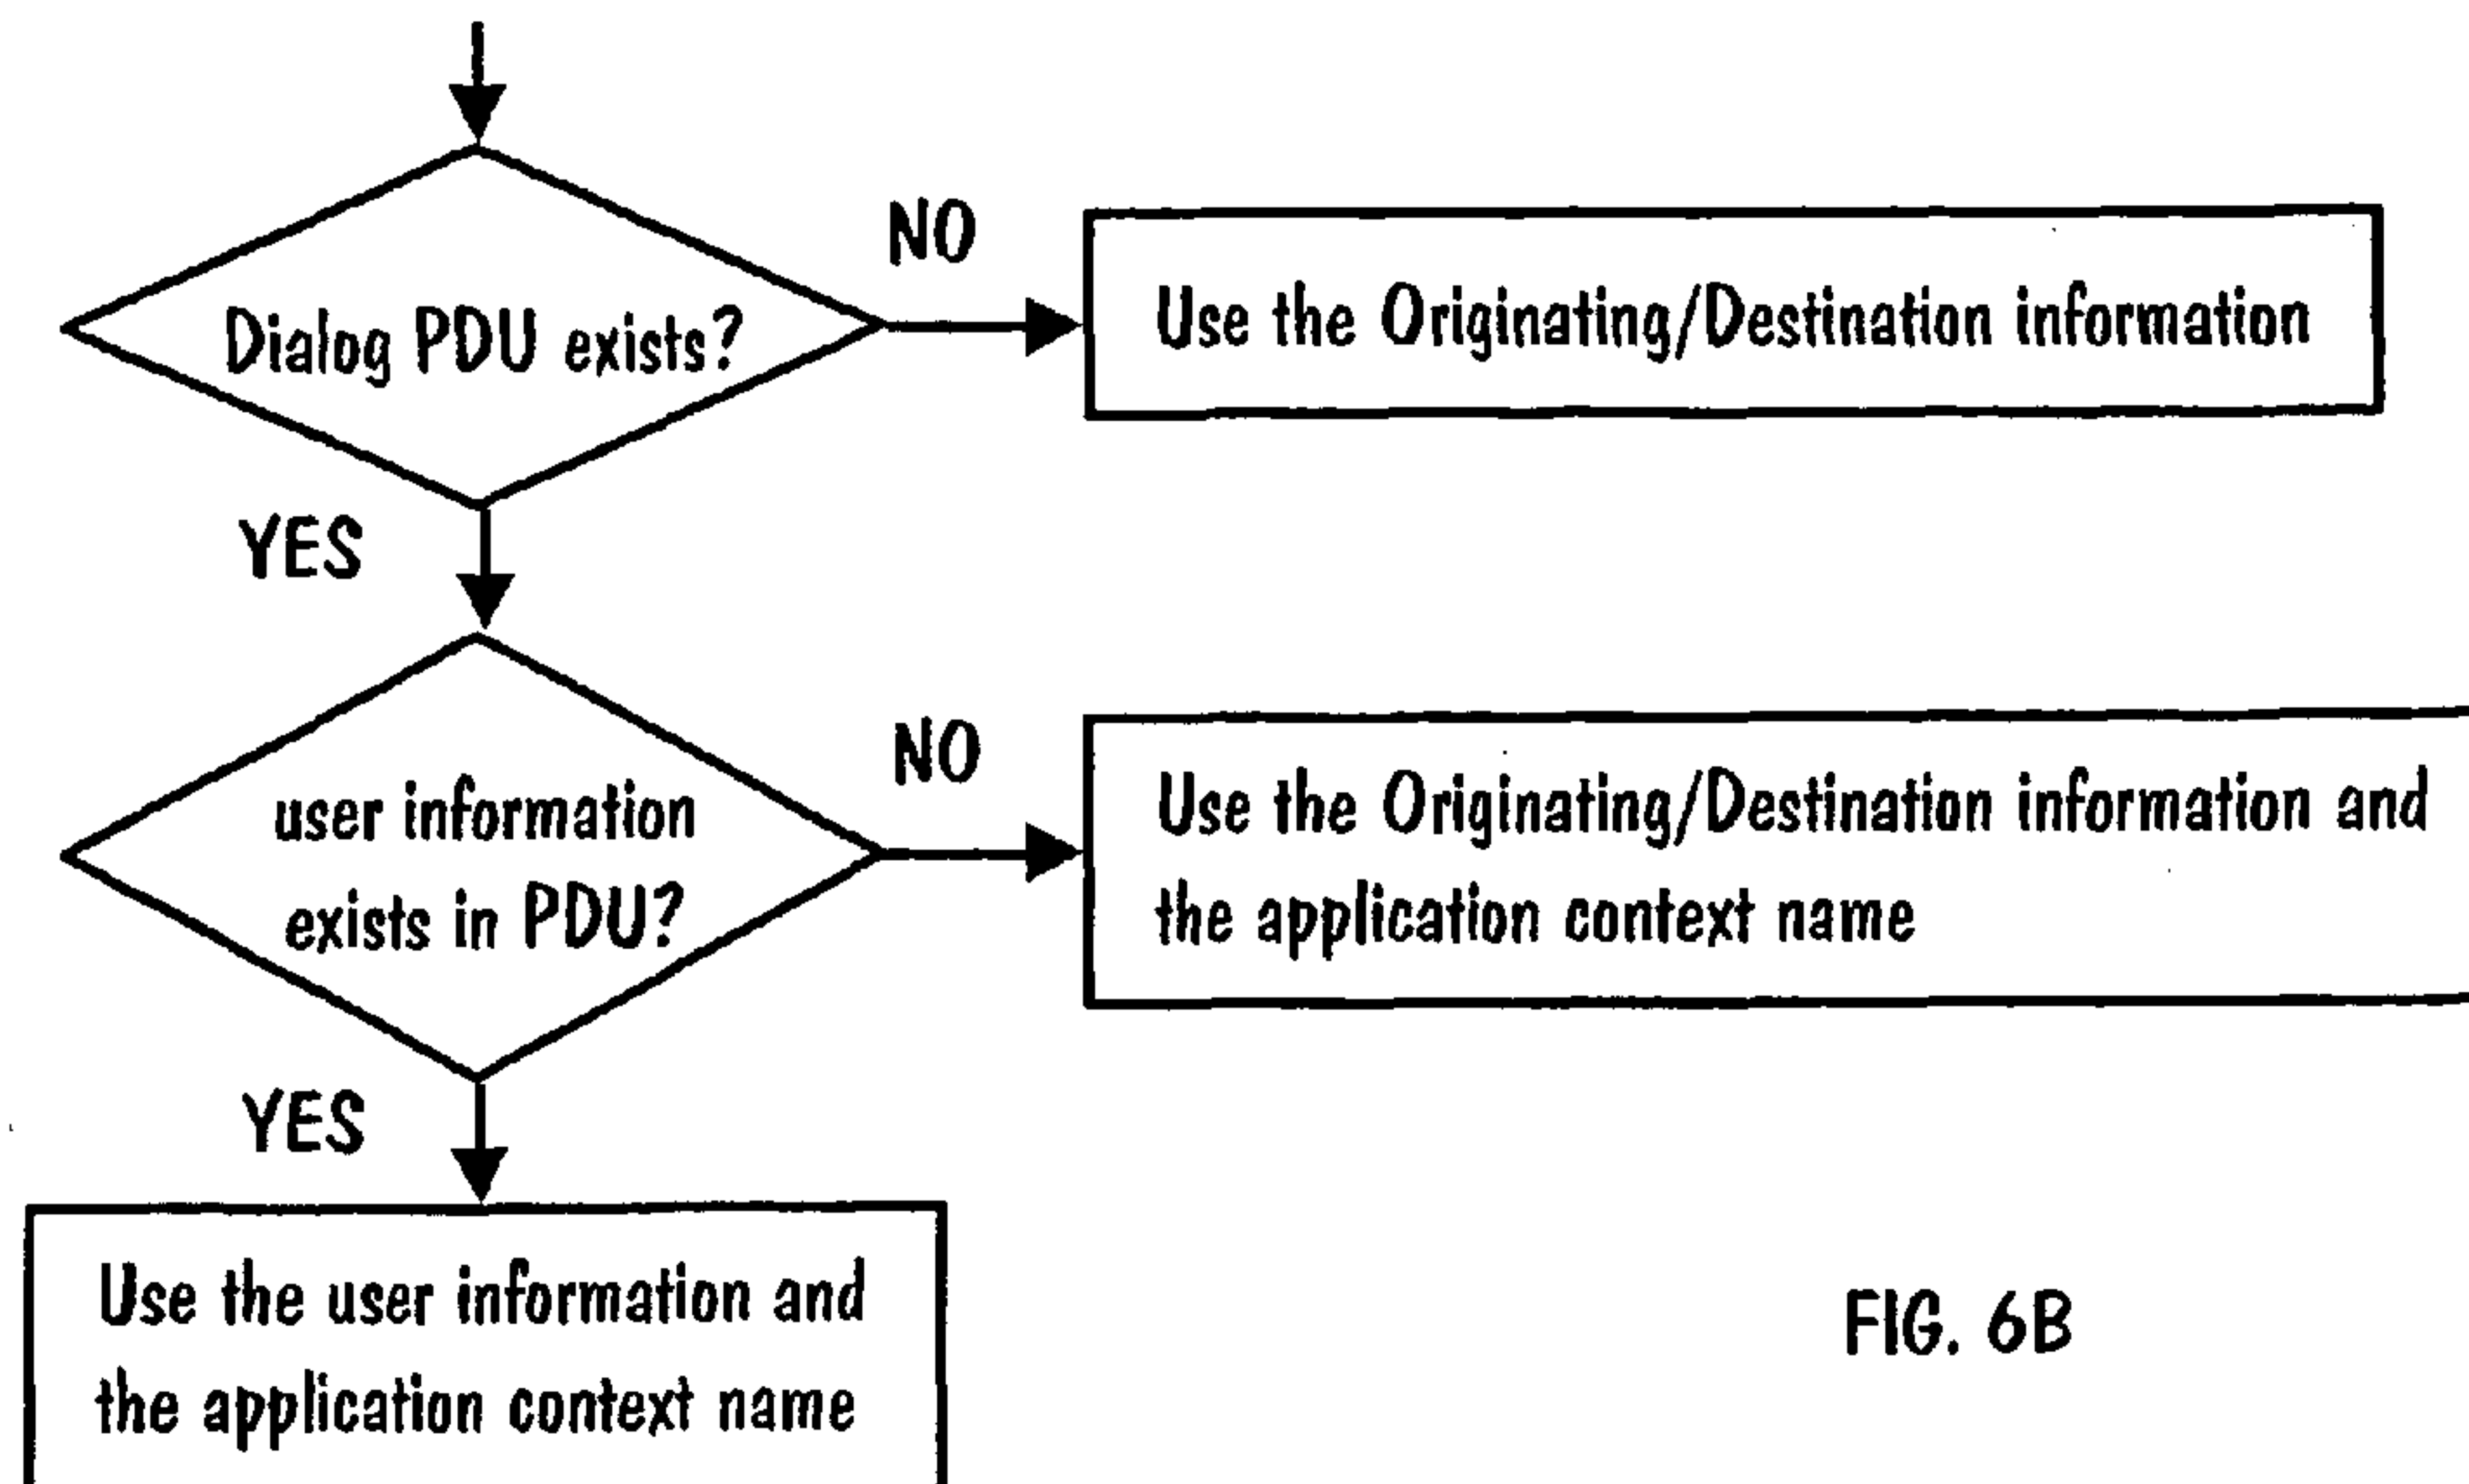 NO
Dialog PDU exists?
Use the Originating/Destination information
YES
NO
user information
exists in PDU?
Use the Originating/Destination information and
the application context name
YES
Use the user information and
the application context name
FIG. 6B